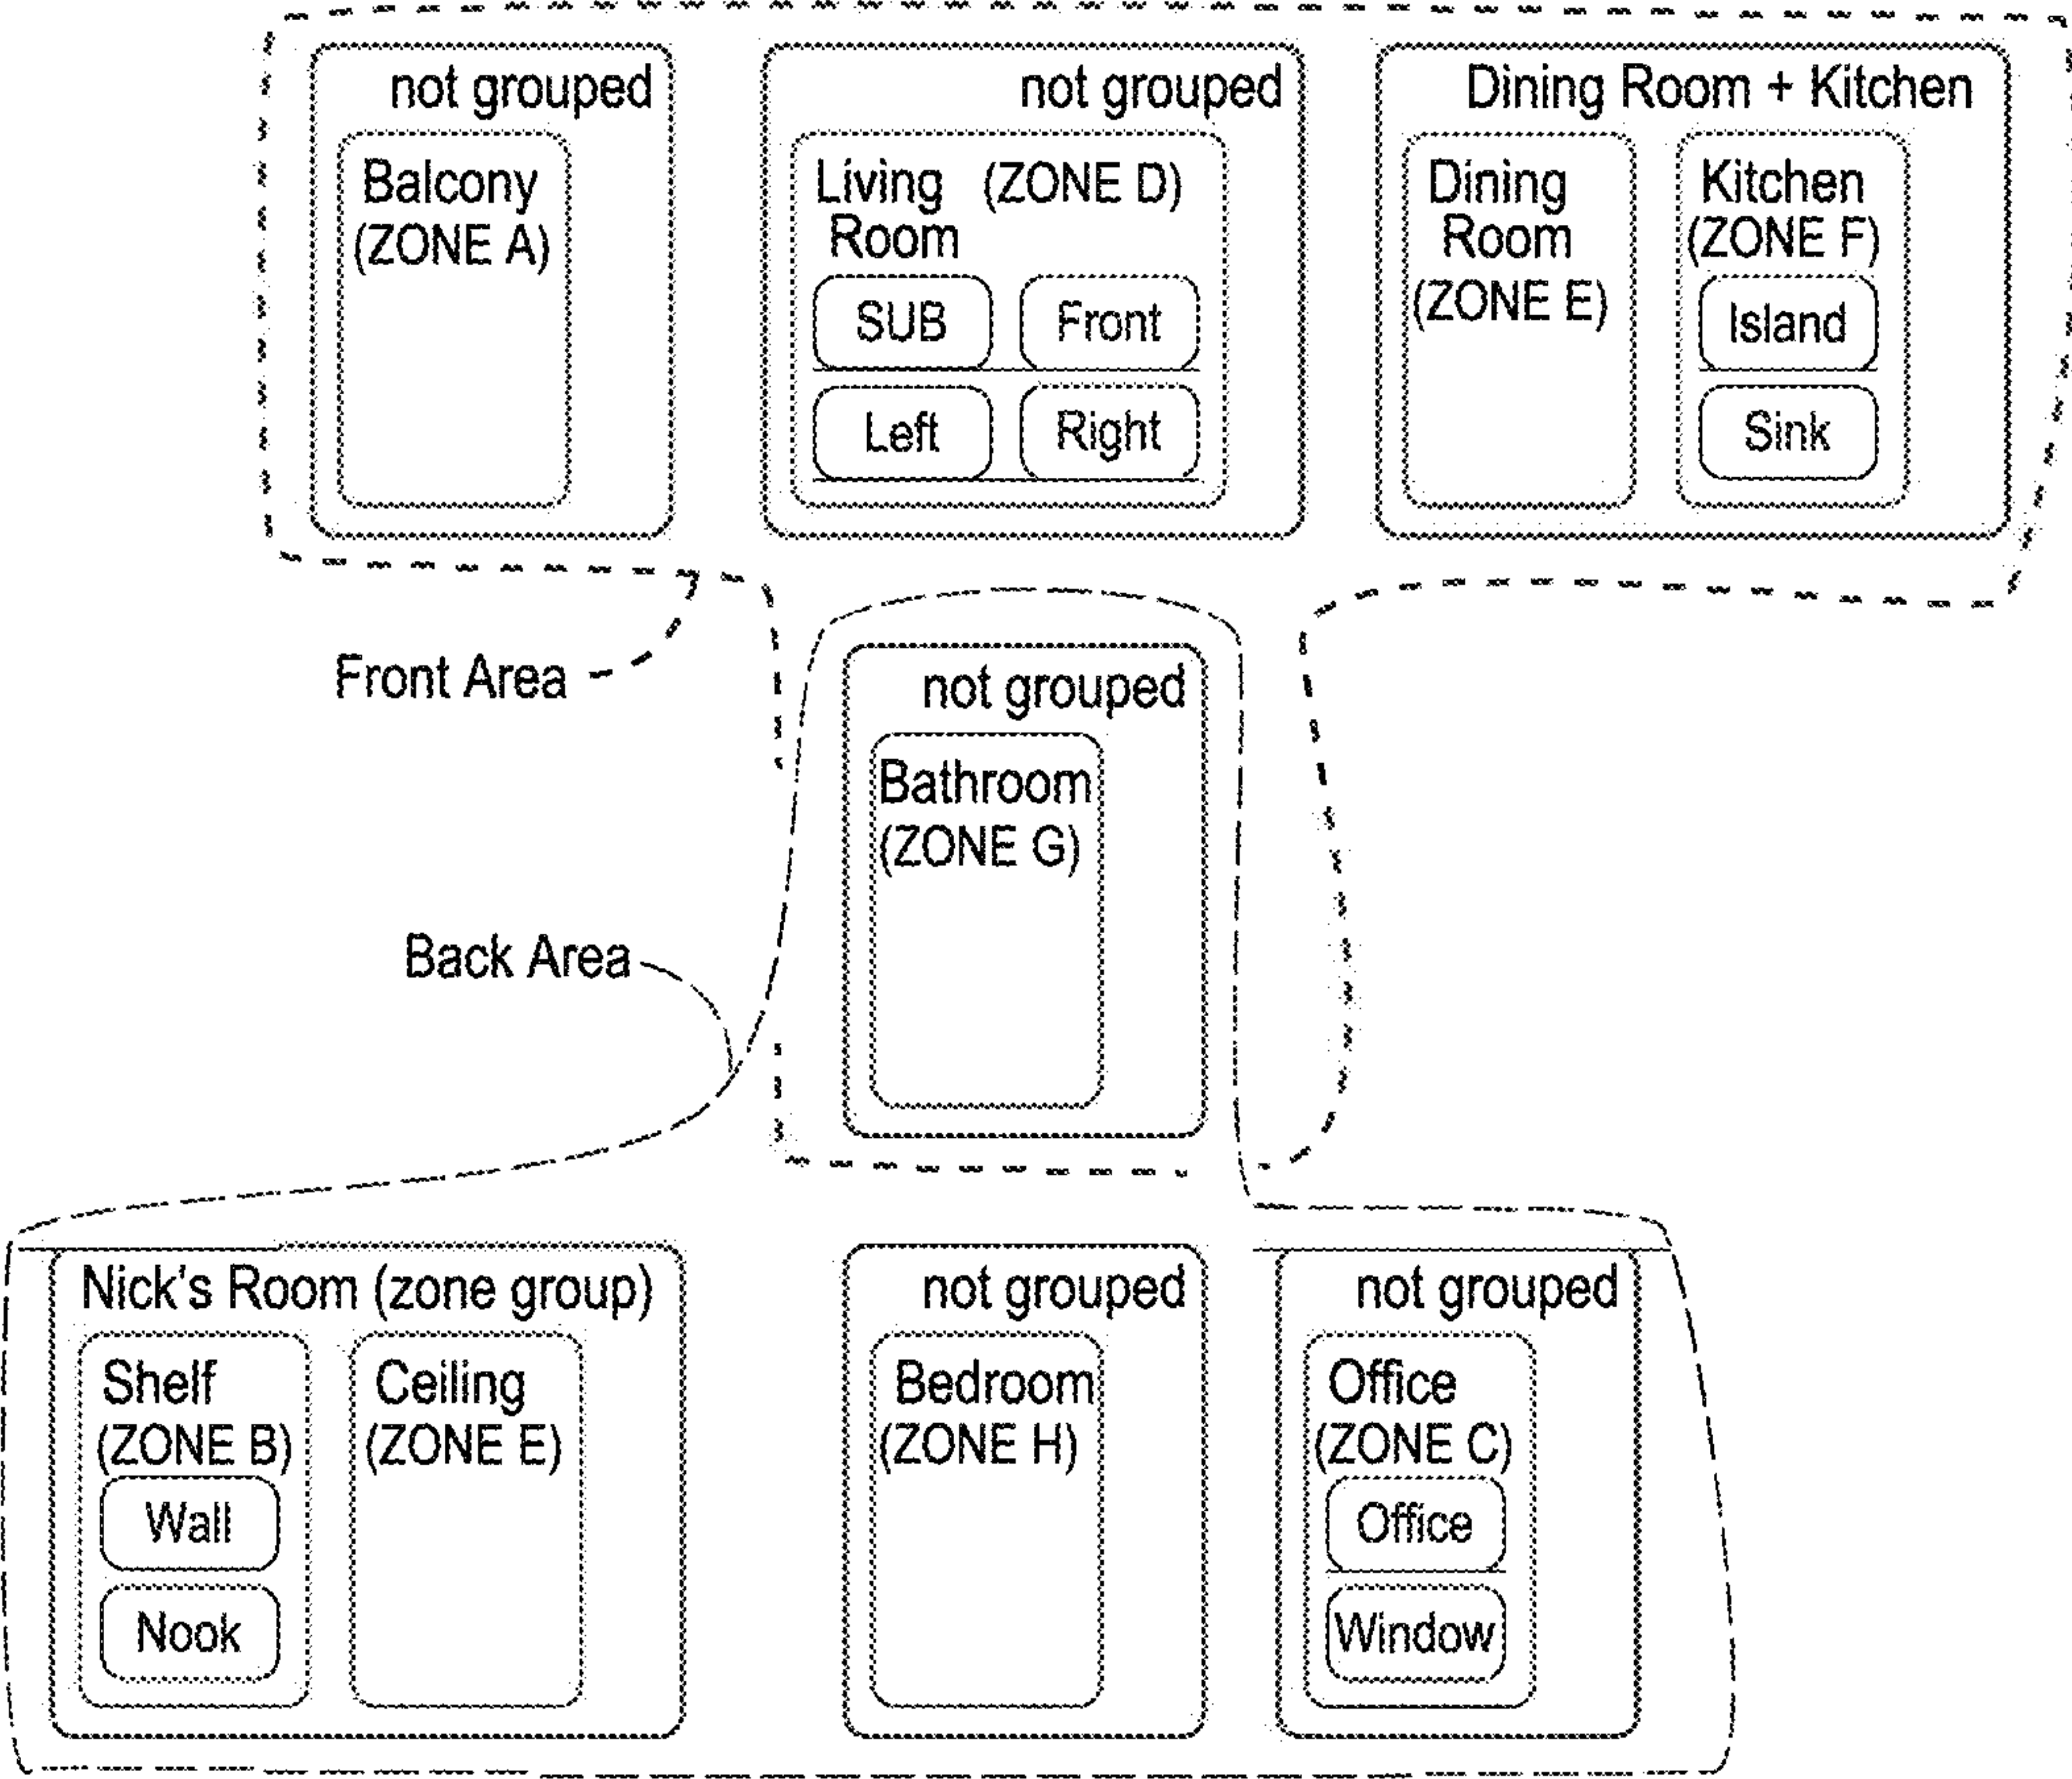 not grouped
Balcony
(ZONE A)
not grouped
Living (ZONE D)
Room
SUB Front
Left Right
Dining Room + Kitchen
Dining
Room
(ZONE E)
Kitchen
(ZONE F)
Island
Sink
Front Area
not grouped
Bathroom
(ZONE G)
Back Area
Nick's Room (zone group)
Shelf
(ZONE B)
Wall
Nook
Ceiling
(ZONE E)
not grouped
Bedroom
(ZONE H)
not grouped
Office
(ZONE C)
Office
Window